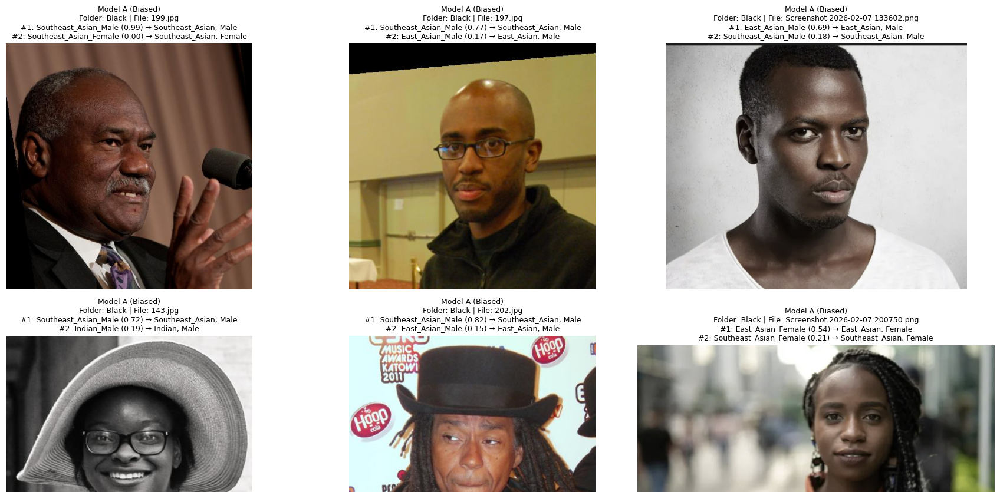 Model A (Biased)
Folder: Black | File: 199.jpg
#1: Southeast_Asian_Male (0.99) → Southeast_Asian, Male
#2: Southeast_Asian_Female (0.00) → Southeast_Asian, Female
Model A (Biased)
Folder: Black | File: 197.jpg
#1: Southeast_Asian_Male (0.77) → Southeast_Asian, Male
#2: East_Asian_Male (0.17) → East_Asian, Male
Model A (Biased)
Folder: Black | File: Screenshot 2026-02-07 133602.png
#1: East_Asian_Male (0.69) → East_Asian, Male
#2: Southeast_Asian_Male (0.18) → Southeast_Asian, Male
Model A (Biased)
Folder: Black | File: 143.jpg
#1: Southeast_Asian_Male (0.72) → Southeast_Asian, Male
#2: Indian_Male (0.19) → Indian, Male
Model A (Biased)
Folder: Black | File: 202.jpg
#1: Southeast_Asian_Male (0.82) → Southeast_Asian, Male
#2: East_Asian_Male (0.15) → East_Asian, Male
MUSIC
AWARDS
KATOWI
2011
Hoop
cola
Hoop
cola
Model A (Biased)
Folder: Black | File: Screenshot 2026-02-07 200750.png
#1: East_Asian_Female (0.54) → East_Asian, Female
#2: Southeast_Asian_Female (0.21) → Southeast_Asian, Female